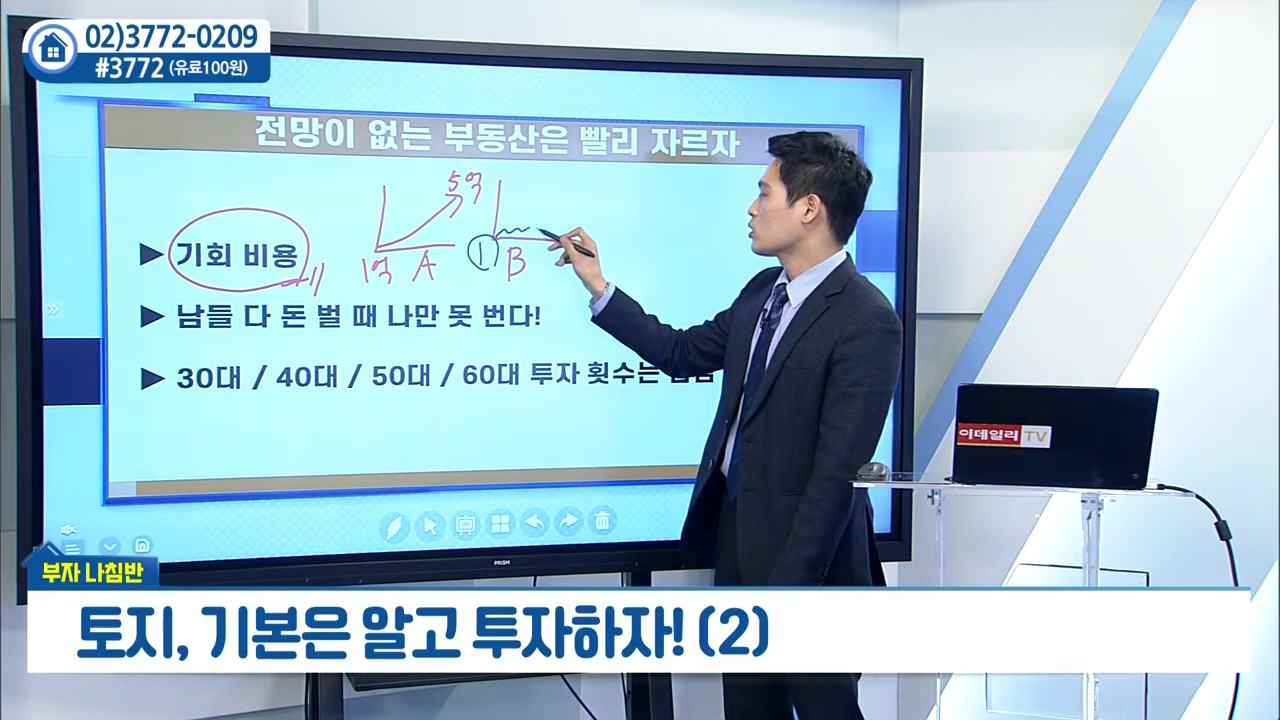 02)3772-0209
#3772 (유료100원)
전망이 없는 부동산은 빨리 자르자
5억
▶ 기회 비용
1억 A
① B
▶ 남들 다 돈 벌 때 나만 못 번다!
▶ 30대 / 40대 / 50대 / 60대 투자 횟수는
이데일리 TV
PRISM
부자 나침반
토지, 기본은 알고 투자하자! (2)